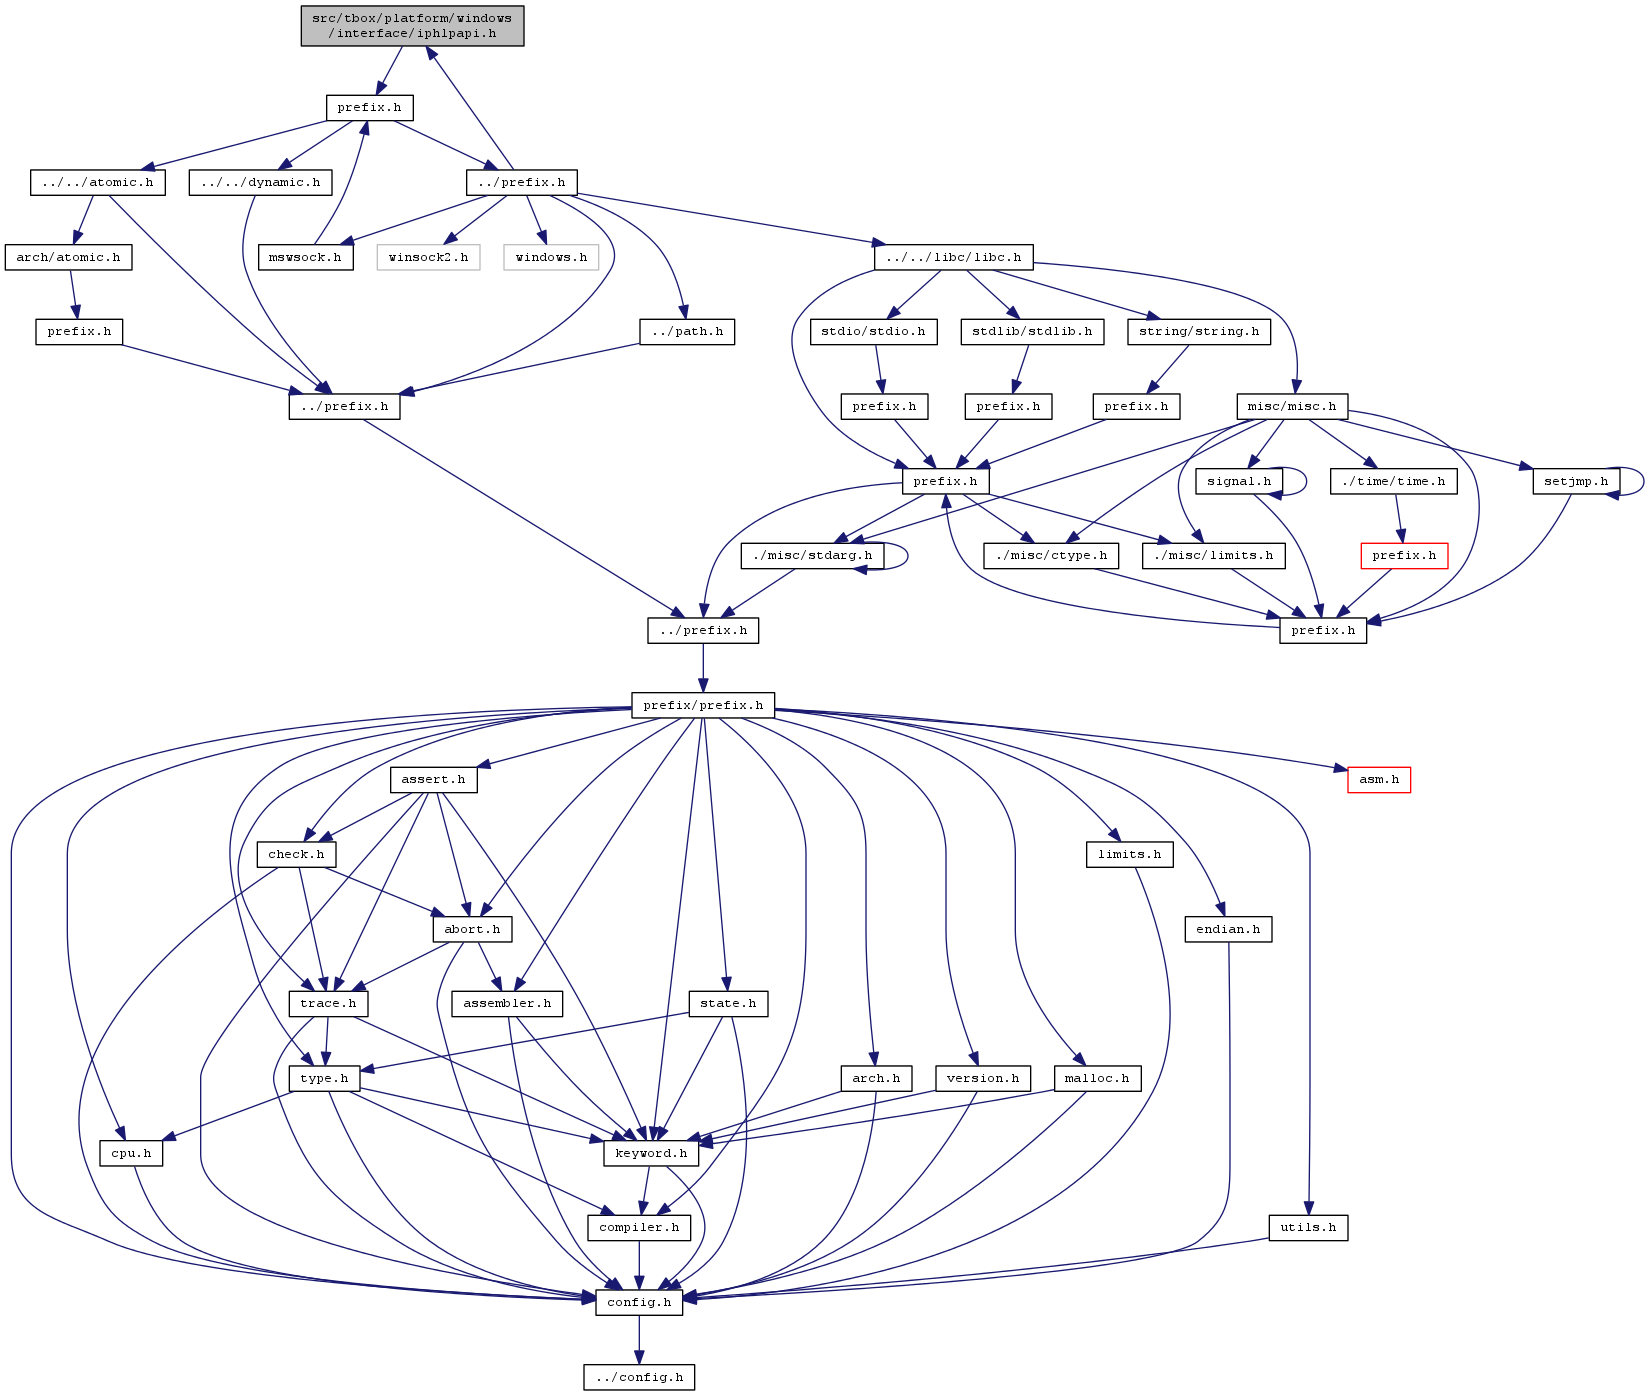 src/tbox/platform/windows
/interface/iphlpapi.h
prefix.h
../../atomic.h
../../dynamic.h
../prefix.h
arch/atomic.h
mswsock.h
winsock2.h
windows.h
../../libc/libc.h
prefix.h
../path.h
stdio/stdio.h
stdlib/stdlib.h
string/string.h
../prefix.h
prefix.h
prefix.h
prefix.h
misc/misc.h
prefix.h
signal.h
./time/time.h
setjmp.h
./misc/stdarg.h
./misc/ctype.h
./misc/limits.h
prefix.h
../prefix.h
prefix.h
prefix/prefix.h
assert.h
asm.h
check.h
limits.h
abort.h
endian.h
trace.h
assembler.h
state.h
type.h
arch.h
version.h
malloc.h
cpu.h
keyword.h
compiler.h
utils.h
config.h
../config.h